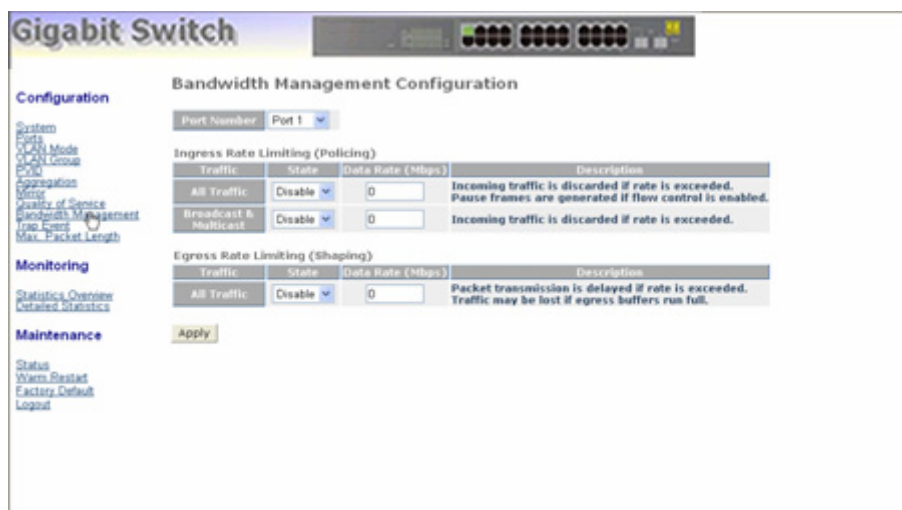 Gigabit Switch
Configuration
System
Ports
VLAN Mode
VLAN Group
PVID
Aggregation
Mirror
Quality of Service
Bandwidth Management
Trap Event
Max. Packet Length
Monitoring
Statistics Overview
Detailed Statistics
Maintenance
Status
Warm Restart
Factory Default
Logout
Bandwidth Management Configuration
Port Number Port 1
Ingress Rate Limiting (Policing)
Traffic State Data Rate (Mbps) Description
All Traffic Disable 0 Incoming traffic is discarded if rate is exceeded.
Pause frames are generated if flow control is enabled.
Broadcast & Multicast Disable 0 Incoming traffic is discarded if rate is exceeded.
Egress Rate Limiting (Shaping)
Traffic State Data Rate (Mbps) Description
All Traffic Disable 0 Packet transmission is delayed if rate is exceeded.
Traffic may be lost if egress buffers run full.
Apply